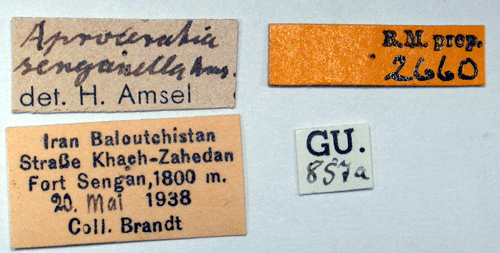 Aproceratia
senganella Ams.
det. H. Amsel
R.M. prep.
2660
Iran Baloutchistan
Straße Khach-Zahedan
Fort Sengan, 1800 m.
20. Mai 1938
Coll. Brandt
GU.
857a